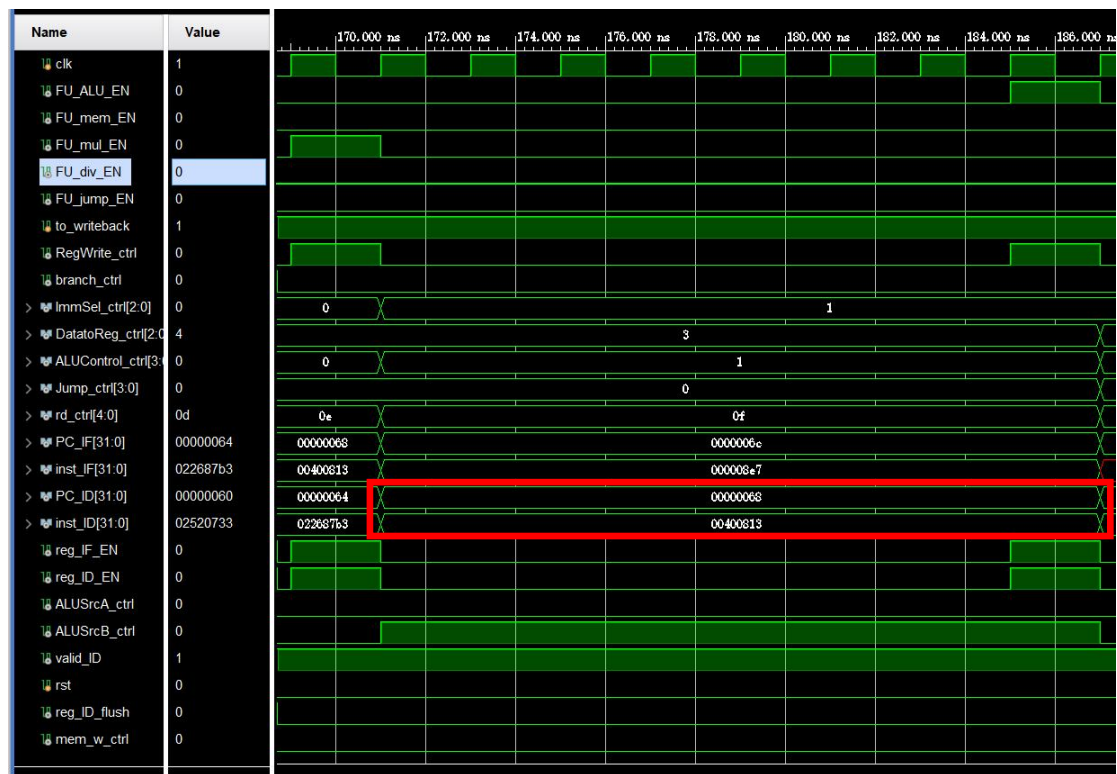 Name Value 170.000 ns 172.000 ns 174.000 ns 176.000 ns 178.000 ns 180.000 ns 182.000 ns 184.000 ns 186.000 ns
clk 1
FU_ALU_EN 0
FU_mem_EN 0
FU_mul_EN 0
FU_div_EN 0
FU_jump_EN 0
to_writeback 1
RegWrite_ctrl 0
branch_ctrl 0
ImmSel_ctrl[2:0] 0 0 1
DatatoReg_ctrl[2:0 4 3
ALUControl_ctrl[3:0 0 0 1
Jump_ctrl[3:0] 0 0
rd_ctrl[4:0] 0d 0e 0f
PC_IF[31:0] 00000064 00000068 0000006c
inst_IF[31:0] 022687b3 00400813 000008e7
PC_ID[31:0] 00000060 00000064 00000068
inst_ID[31:0] 02520733 022687b3 00400813
reg_IF_EN 0
reg_ID_EN 0
ALUSrcA_ctrl 0
ALUSrcB_ctrl 0
valid_ID 1
rst 0
reg_ID_flush 0
mem_w_ctrl 0